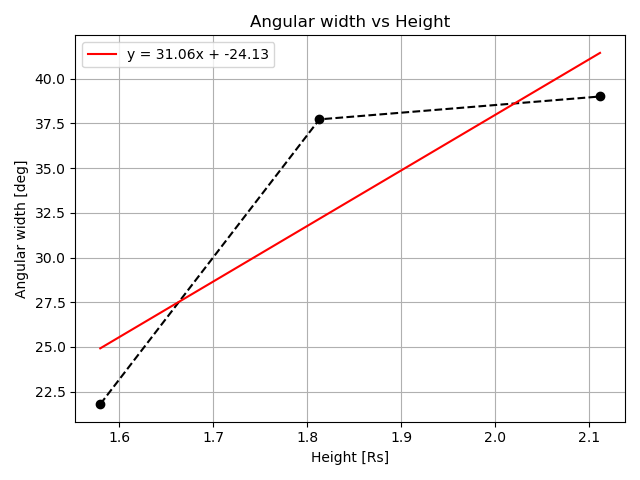 Angular width vs Height
y = 31.06x + -24.13
40.0
37.5
35.0
32.5
30.0
27.5
25.0
22.5
Angular width [deg]
1.6 1.7 1.8 1.9 2.0 2.1
Height [Rs]